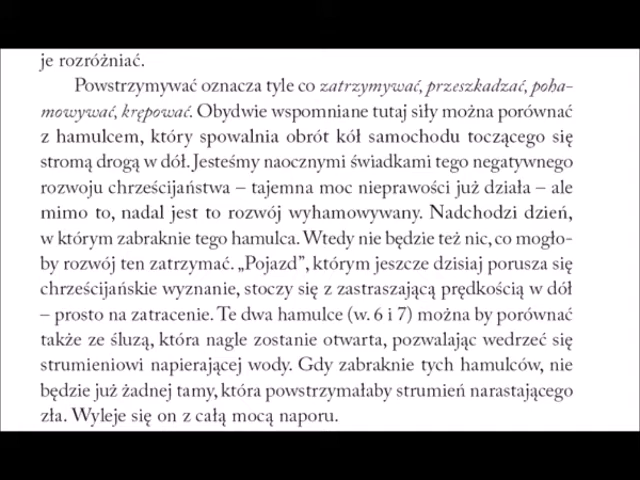 je rozróżniać.
Powstrzymywać oznacza tyle co zatrzymywać, przeszkadzać, poha-
mowywać, krępować. Obydwie wspomniane tutaj siły można porównać
z hamulcem, który spowalnia obrót kół samochodu toczącego się
stromą drogą w dół. Jesteśmy naocznymi świadkami tego negatywnego
rozwoju chrześcijaństwa – tajemna moc nieprawości już działa – ale
mimo to, nadal jest to rozwój wyhamowywany. Nadchodzi dzień,
w którym zabraknie tego hamulca. Wtedy nie będzie też nic, co mogło-
by rozwój ten zatrzymać. „Pojazd”, którym jeszcze dzisiaj porusza się
chrześcijańskie wyznanie, stoczy się z zastraszającą prędkością w dół
– prosto na zatracenie. Te dwa hamulce (w. 6 i 7) można by porównać
także ze śluzą, która nagle zostanie otwarta, pozwalając wedrzeć się
strumieniowi napierającej wody. Gdy zabraknie tych hamulców, nie
będzie już żadnej tamy, która powstrzymałaby strumień narastającego
zła. Wyleje się on z całą mocą naporu.